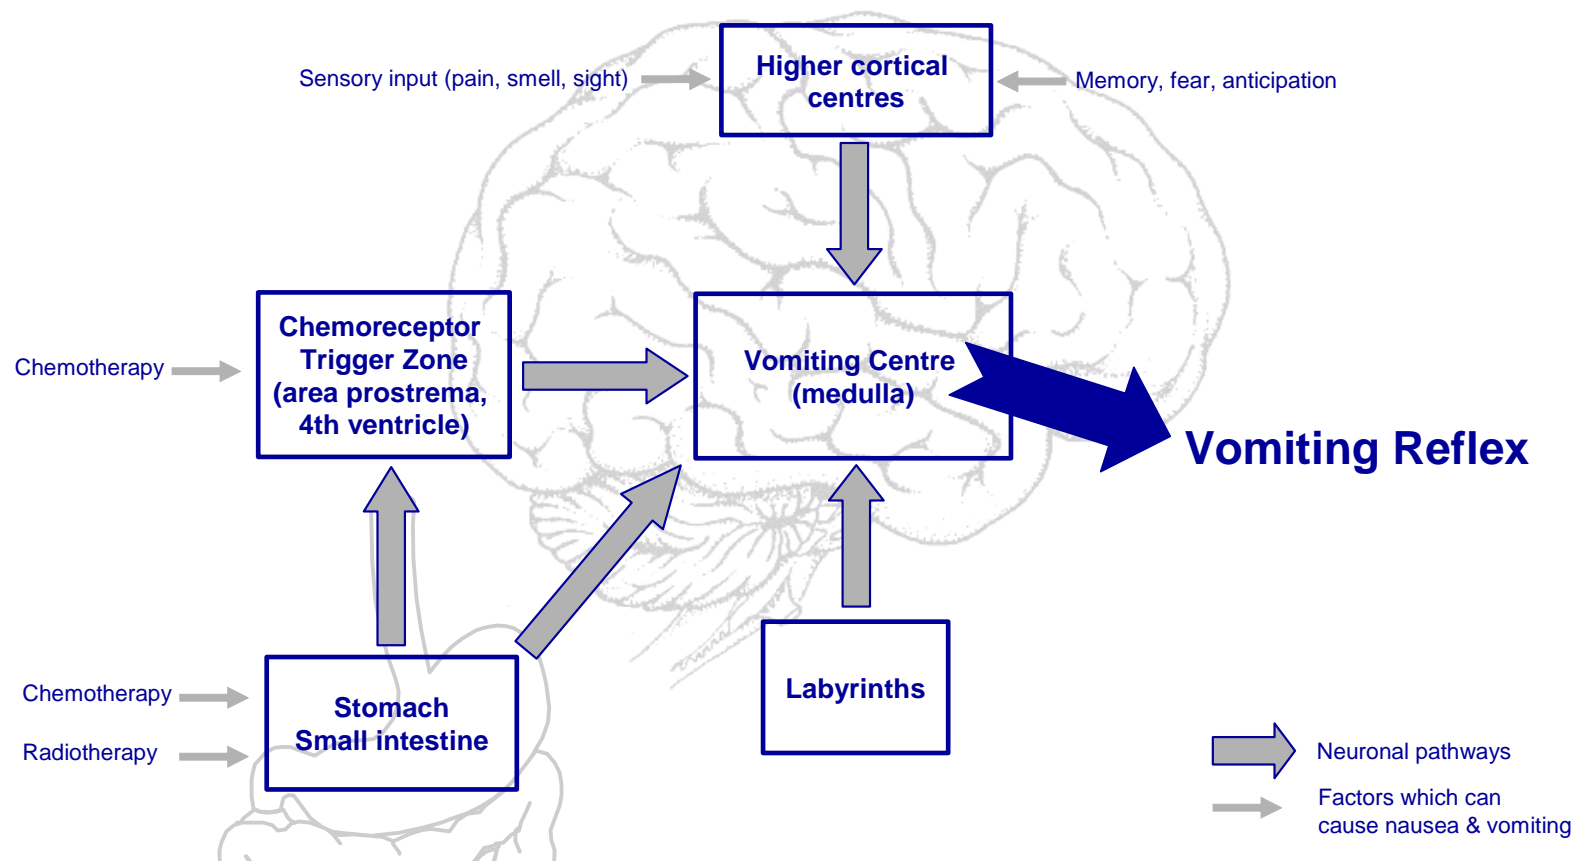 Higher cortical
centres
Sensory input (pain, smell, sight)
Memory, fear, anticipation
Chemoreceptor
Trigger Zone
(area prostrema,
4th ventricle)
Chemotherapy
Vomiting Centre
(medulla)
Vomiting Reflex
Chemotherapy
Radiotherapy
Stomach
Small intestine
Labyrinths
Neuronal pathways
Factors which can
cause nausea & vomiting